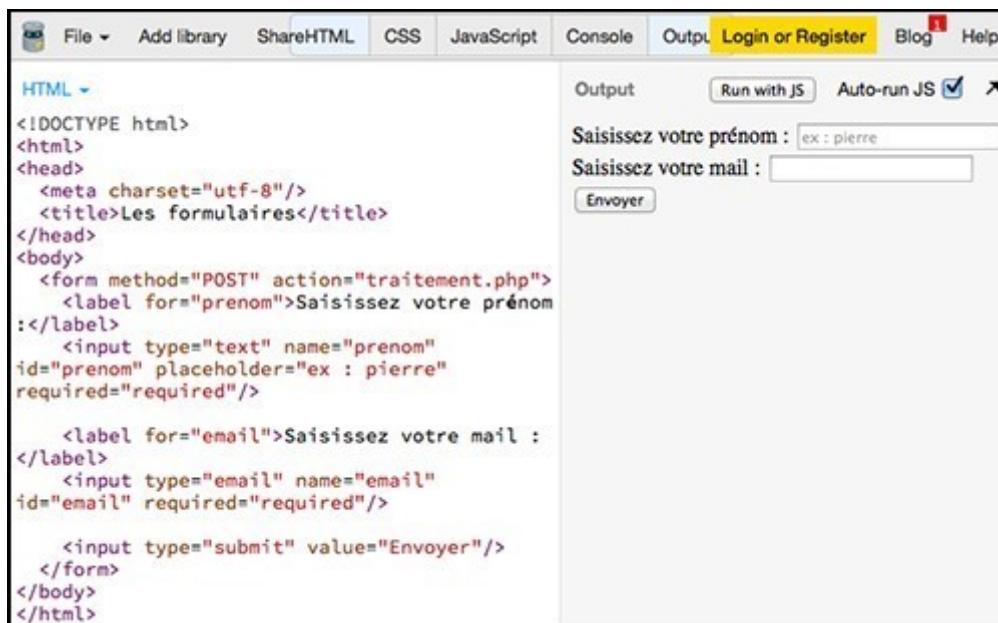 File Add library ShareHTML CSS JavaScript Console Outpu Login or Register Blog 1 Help
HTML
<!DOCTYPE html>
<html>
<head>
<meta charset="utf-8"/>
<title>Les formulaires</title>
</head>
<body>
<form method="POST" action="traitement.php">
<label for="prenom">Saisissez votre prénom
:</label>
<input type="text" name="prenom"
id="prenom" placeholder="ex : pierre"
required="required"/>
<label for="email">Saisissez votre mail :
</label>
<input type="email" name="email"
id="email" required="required"/>
<input type="submit" value="Envoyer"/>
</form>
</body>
</html>
Output Run with JS Auto-run JS
Saisissez votre prénom : ex : pierre
Saisissez votre mail :
Envoyer